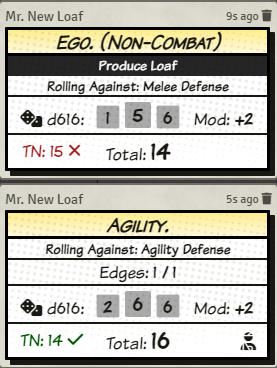 Mr. New Loaf 9s ago
EGO. (NON-COMBAT)
Produce Loaf
Rolling Against: Melee Defense
d616: 1 5 6 Mod: +2
TN: 15 ✕ Total: 14
Mr. New Loaf 5s ago
AGILITY.
Rolling Against: Agility Defense
Edges: 1 / 1
d616: 2 6 6 Mod: +2
TN: 14 ✓ Total: 16